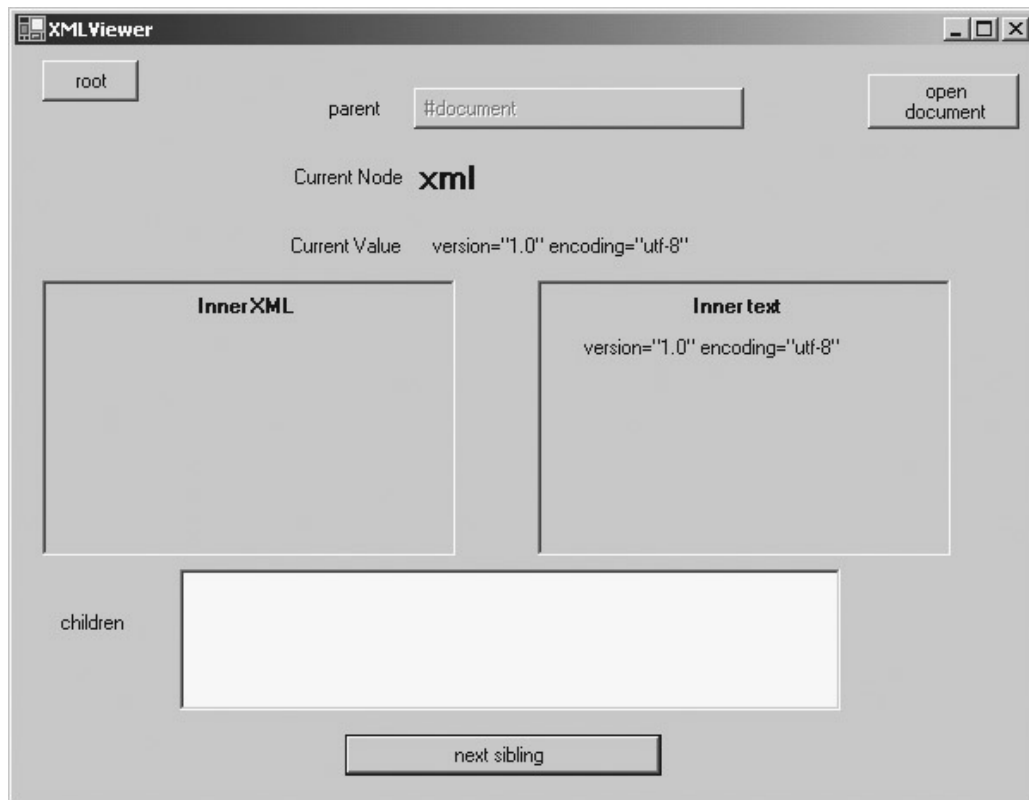 XMLViewer
root
parent #document
open
document
Current Node xml
Current Value version="1.0" encoding="utf-8"
InnerXML
Inner text
version="1.0" encoding="utf-8"
children
next sibling